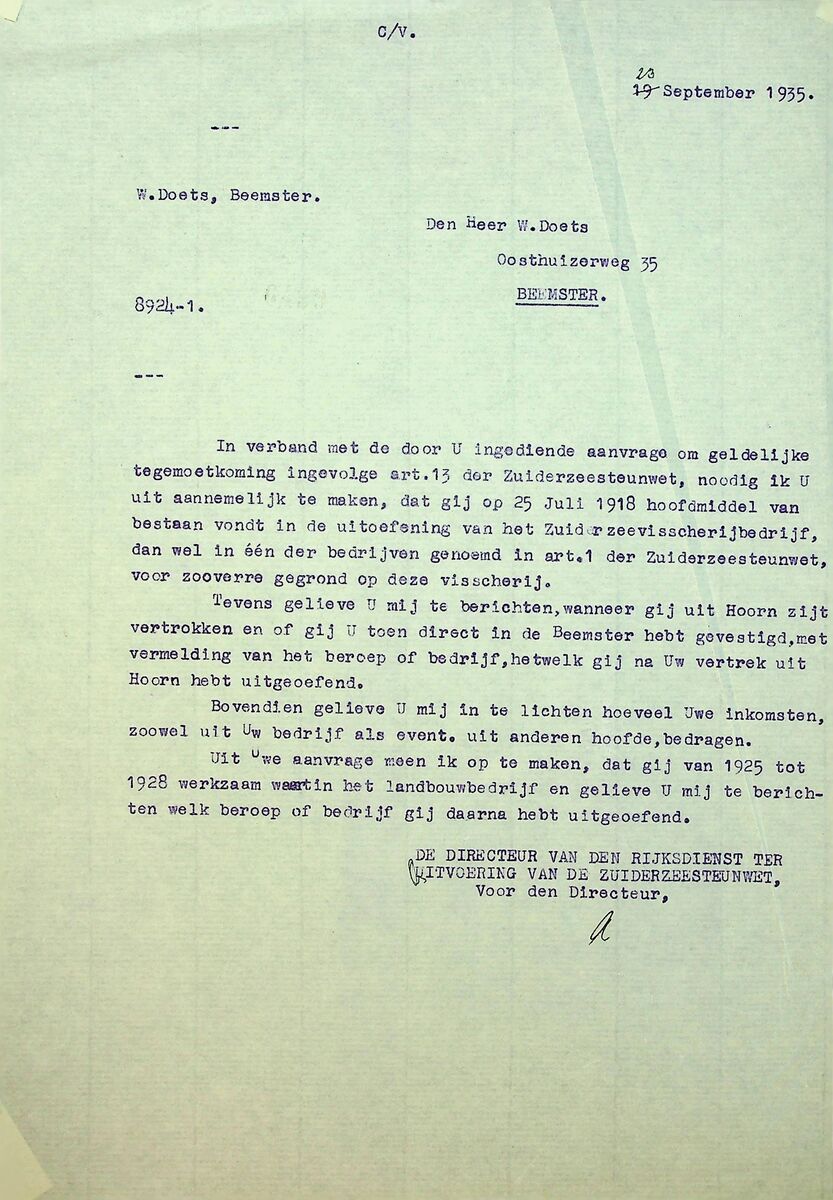 C/V.
23
19 September 1935.
---
W.Doets, Beemster.
Den Heer W.Doets
Oosthuizerweg 35
BEEMSTER.
8924-1.
---
In verband met de door U ingediende aanvrage om geldelijke
tegemoetkoming ingevolge art.13 der Zuiderzeesteunwet, noodig ik U
uit aannemelijk te maken, dat gij op 25 Juli 1918 hoofdmiddel van
bestaan vondt in de uitoefening van het Zuiderzeevisscherijbedrijf,
dan wel in één der bedrijven genoemd in art.1 der Zuiderzeesteunwet,
voor zooverre gegrond op deze visscherij.
Tevens gelieve U mij te berichten,wanneer gij uit Hoorn zijt
vertrokken en of gij U toen direct in de Beemster hebt gevestigd,met
vermelding van het beroep of bedrijf,hetwelk gij na Uw vertrek uit
Hoorn hebt uitgeoefend.
Bovendien gelieve U mij in te lichten hoeveel Uwe inkomsten,
zoowel uit Uw bedrijf als event. uit anderen hoofde,bedragen.
Uit Uwe aanvrage meen ik op te maken, dat gij van 1925 tot
1928 werkzaam waart in het landbouwbedrijf en gelieve U mij te berich-
ten welk beroep of bedrijf gij daarna hebt uitgeoefend.
DE DIRECTEUR VAN DEN RIJKSDIENST TER
UITVOERING VAN DE ZUIDERZEESTEUNWET,
Voor den Directeur,